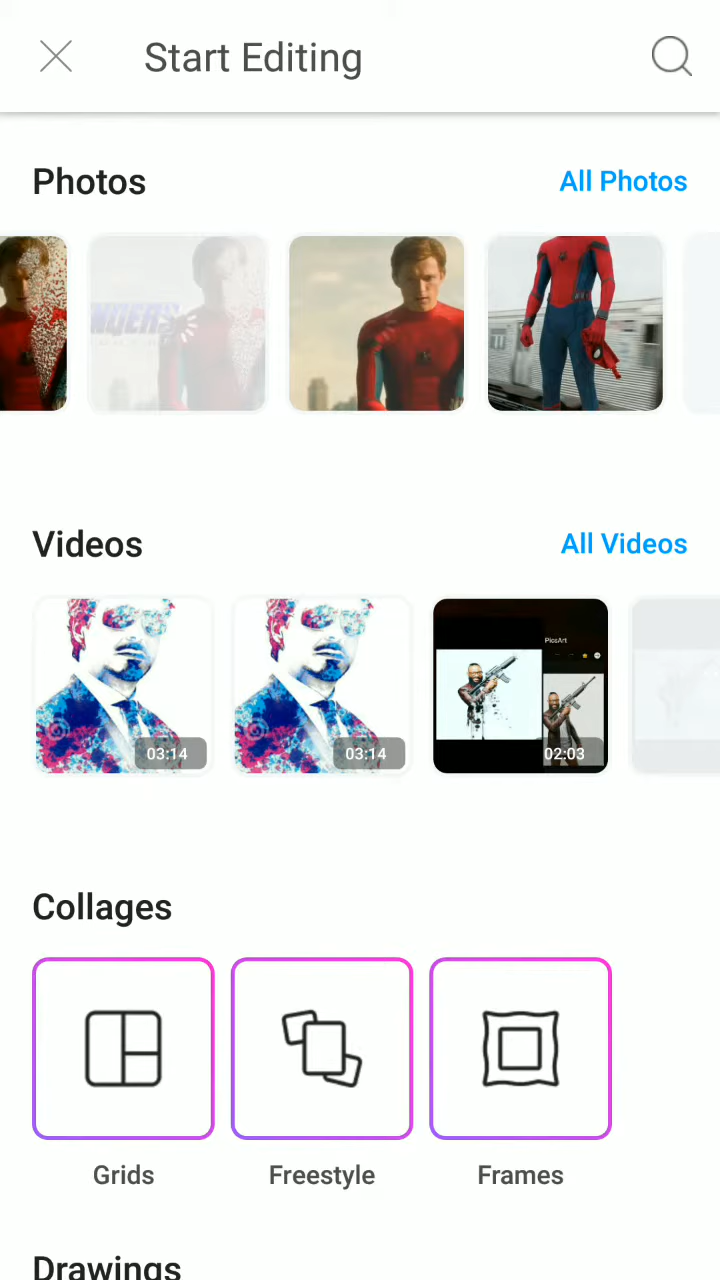 Start Editing
Photos
All Photos
NGERS
Videos
All Videos
03:14
03:14
PicsArt
02:03
Collages
Grids
Freestyle
Frames
Drawings